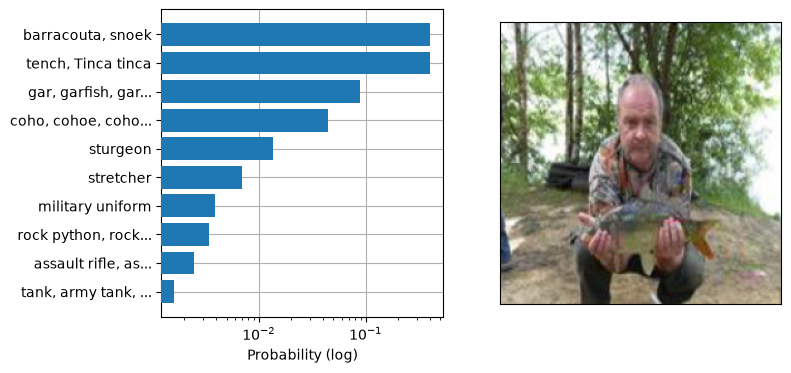 barracouta, snoek
tench, Tinca tinca
gar, garfish, gar...
coho, cohoe, coho...
sturgeon
stretcher
military uniform
rock python, rock...
assault rifle, as...
tank, army tank, ...
10⁻² 10⁻¹
Probability (log)